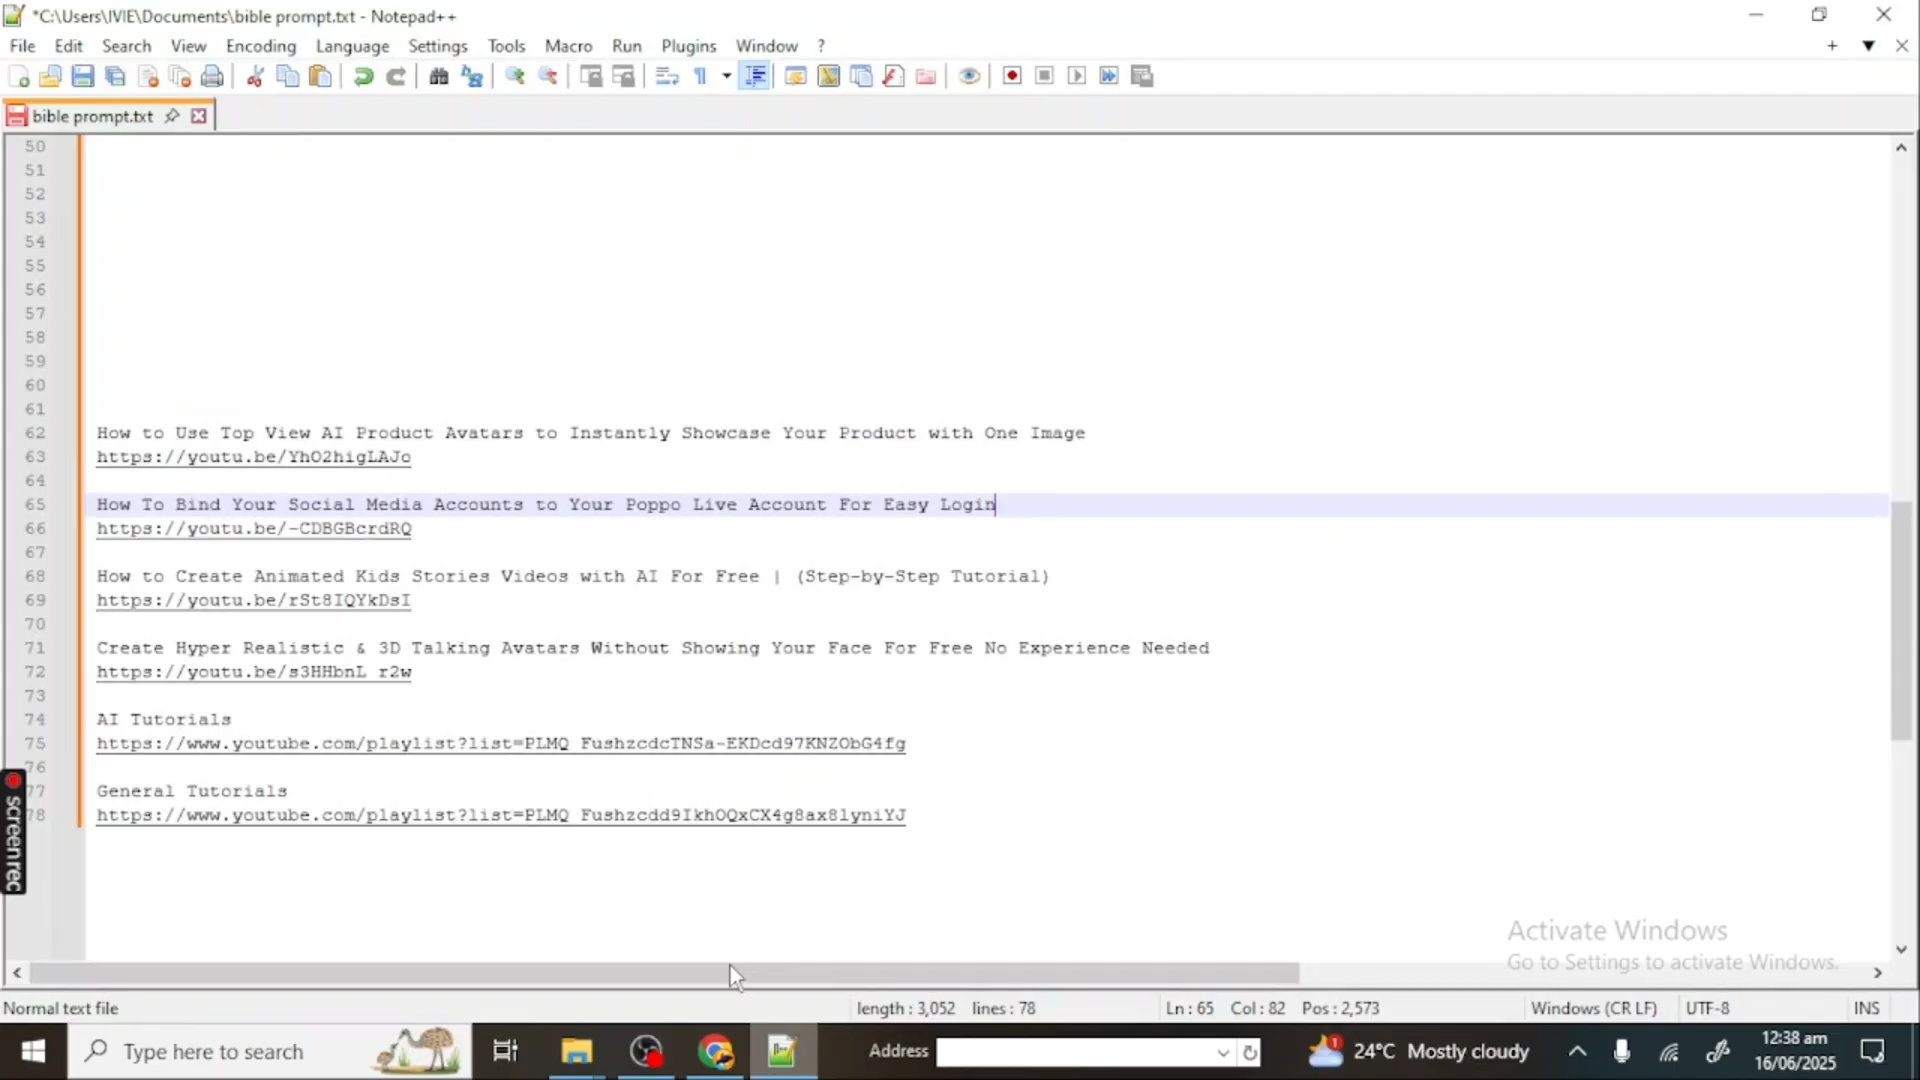 *C:\Users\IVIE\Documents\bible prompt.txt - Notepad++
File Edit Search View Encoding Language Settings Tools Macro Run Plugins Window ?
bible prompt.txt
50
51
52
53
54
55
56
57
58
59
60
61
62 How to Use Top View AI Product Avatars to Instantly Showcase Your Product with One Image
63 https://youtu.be/YhO2higLAJo
64
65 How To Bind Your Social Media Accounts to Your Poppo Live Account For Easy Login
66 https://youtu.be/-CDBGBcrdRQ
67
68 How to Create Animated Kids Stories Videos with AI For Free | (Step-by-Step Tutorial)
69 https://youtu.be/rSt8IQYkDsI
70
71 Create Hyper Realistic & 3D Talking Avatars Without Showing Your Face For Free No Experience Needed
72 https://youtu.be/s3HHbnL_r2w
73
74 AI Tutorials
75 https://www.youtube.com/playlist?list=PLMQ_FushzcdcTNSa-EKDcd97KNZObG4fg
76
77 General Tutorials
78 https://www.youtube.com/playlist?list=PLMQ_Fushzcdd9IkhOQxCX4g8ax8lyniYJ
screenrec
Activate Windows
Go to Settings to activate Windows.
Normal text file length : 3,052 lines : 78 Ln : 65 Col : 82 Pos : 2,573 Windows (CR LF) UTF-8 INS
Type here to search Address 24°C Mostly cloudy 12:38 am
16/06/2025